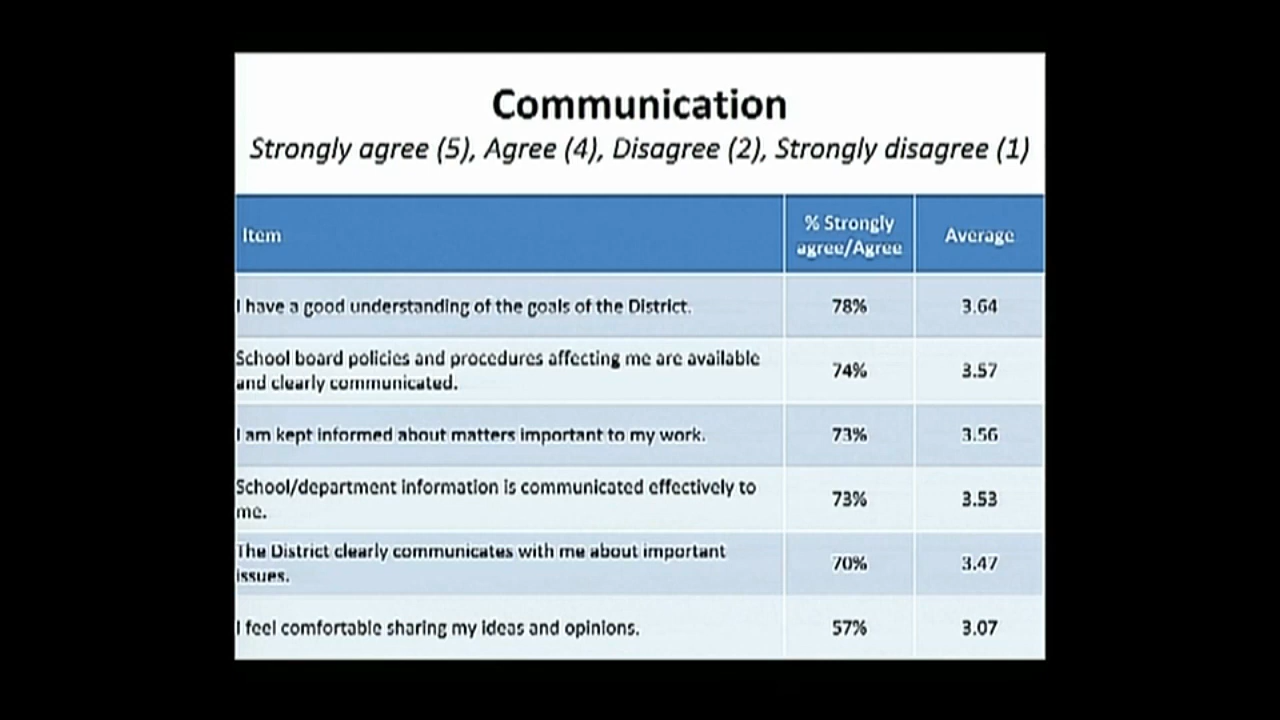 Communication
Strongly agree (5), Agree (4), Disagree (2), Strongly disagree (1)
Item
% Strongly
agree/Agree
Average
I have a good understanding of the goals of the District.
78%
3.64
School board policies and procedures affecting me are available
and clearly communicated.
74%
3.57
I am kept informed about matters important to my work.
73%
3.56
School/department information is communicated effectively to
me.
73%
3.53
The District clearly communicates with me about important
issues.
70%
3.47
I feel comfortable sharing my ideas and opinions.
57%
3.07